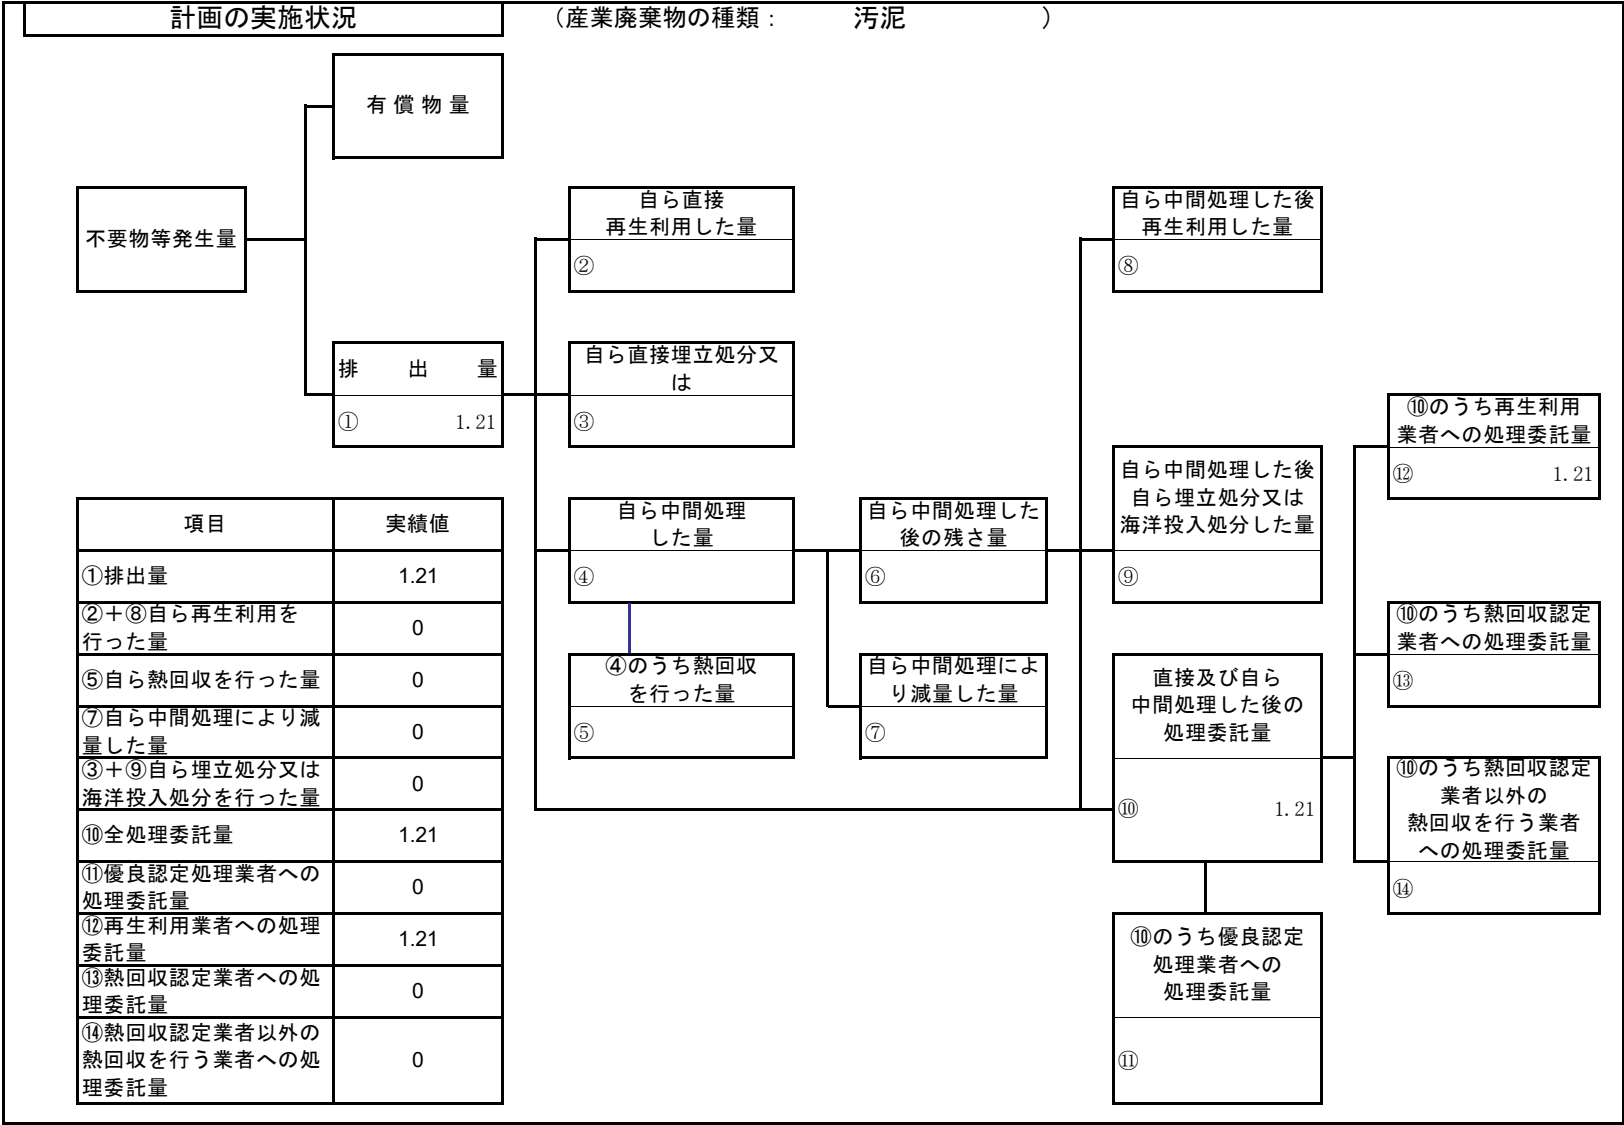 計画の実施状況
（産業廃棄物の種類： 汚泥 ）
有 償 物 量
不要物等発生量
自ら直接
再生利用した量
②
自ら中間処理した後
再生利用した量
⑧
排 出 量
① 1.21
自ら直接埋立処分又
は
③
⑩のうち再生利用
業者への処理委託量
⑫ 1.21
自ら中間処理した後
自ら埋立処分又は
海洋投入処分した量
⑨
自ら中間処理
した量
④
自ら中間処理した
後の残さ量
⑥
④のうち熱回収
を行った量
⑤
自ら中間処理によ
り減量した量
⑦
直接及び自ら
中間処理した後の
処理委託量
⑩ 1.21
⑩のうち熱回収認定
業者への処理委託量
⑬
⑩のうち熱回収認定
業者以外の
熱回収を行う業者
への処理委託量
⑭
⑩のうち優良認定
処理業者への
処理委託量
⑪
項目 実績値
①排出量 1.21
②＋⑧自ら再生利用を
行った量 0
⑤自ら熱回収を行った量 0
⑦自ら中間処理により減
量した量 0
③＋⑨自ら埋立処分又は
海洋投入処分を行った量 0
⑩全処理委託量 1.21
⑪優良認定処理業者への
処理委託量 0
⑫再生利用業者への処理
委託量 1.21
⑬熱回収認定業者への処
理委託量 0
⑭熱回収認定業者以外の
熱回収を行う業者への処 0
理委託量